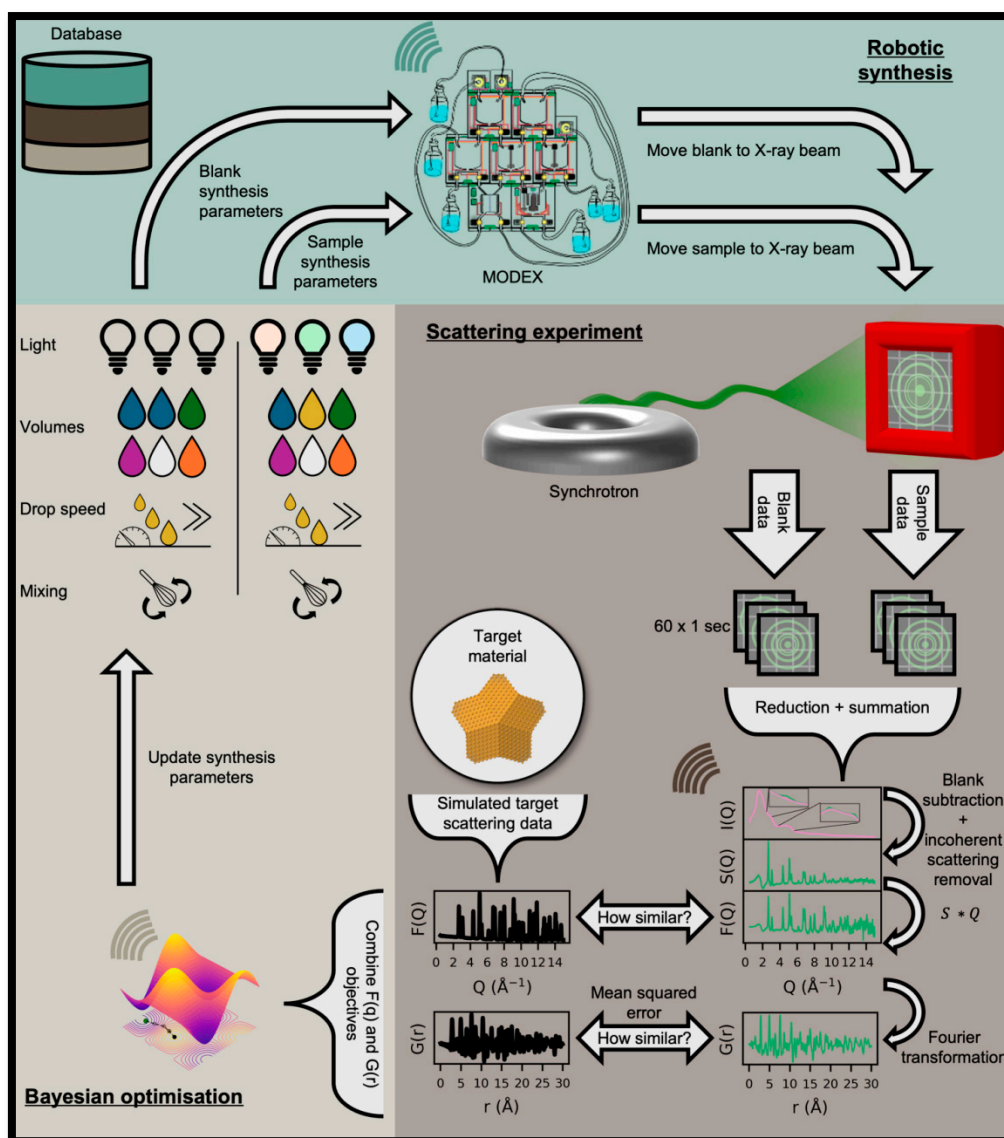 Database
Robotic
synthesis
Blank
synthesis
parameters
Sample
synthesis
parameters
MODEX
Move blank to X-ray beam
Move sample to X-ray beam
Light
Volumes
Drop speed
Mixing
Update synthesis
parameters
Bayesian optimisation
Combine F(q) and G(r)
objectives
Scattering experiment
Synchrotron
Blank
data
Sample
data
60 x 1 sec
Reduction + summation
Target
material
Simulated target
scattering data
I(Q)
S(Q)
F(Q)
0 2 4 6 8 10 12 14
Q (Å⁻¹)
Blank
subtraction
+
incoherent
scattering
removal
S * Q
F(Q)
0 2 4 6 8 10 12 14
Q (Å⁻¹)
How similar?
Mean squared
error
How similar?
G(r)
0 5 10 15 20 25 30
r (Å)
G(r)
0 5 10 15 20 25 30
r (Å)
Fourier
transformation